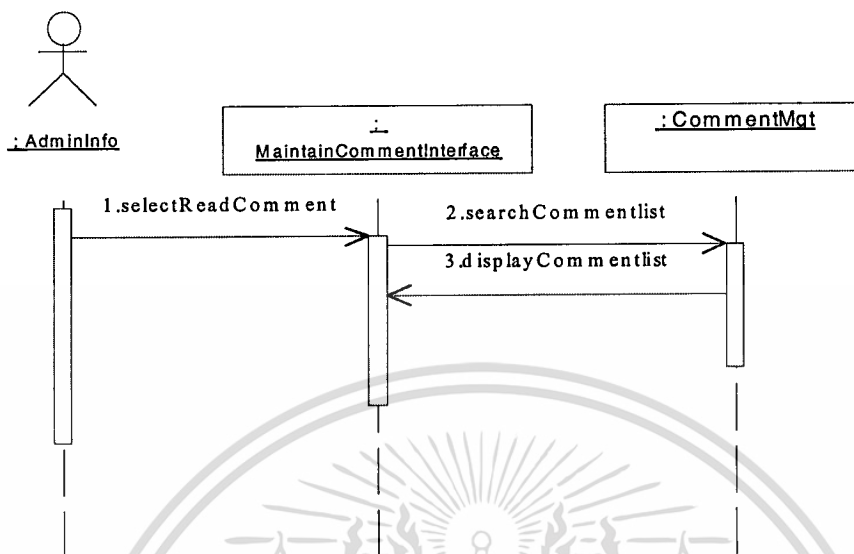 : AdminInfo
:
MaintainCommentInterface
: CommentMgt
1.selectReadComment
2.searchCommentlist
3.displayCommentlist